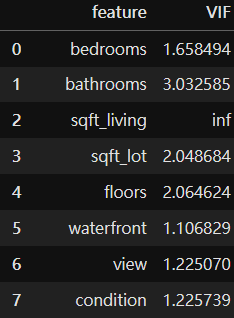 feature VIF
0 bedrooms 1.658494
1 bathrooms 3.032585
2 sqft_living inf
3 sqft_lot 2.048684
4 floors 2.064624
5 waterfront 1.106829
6 view 1.225070
7 condition 1.225739